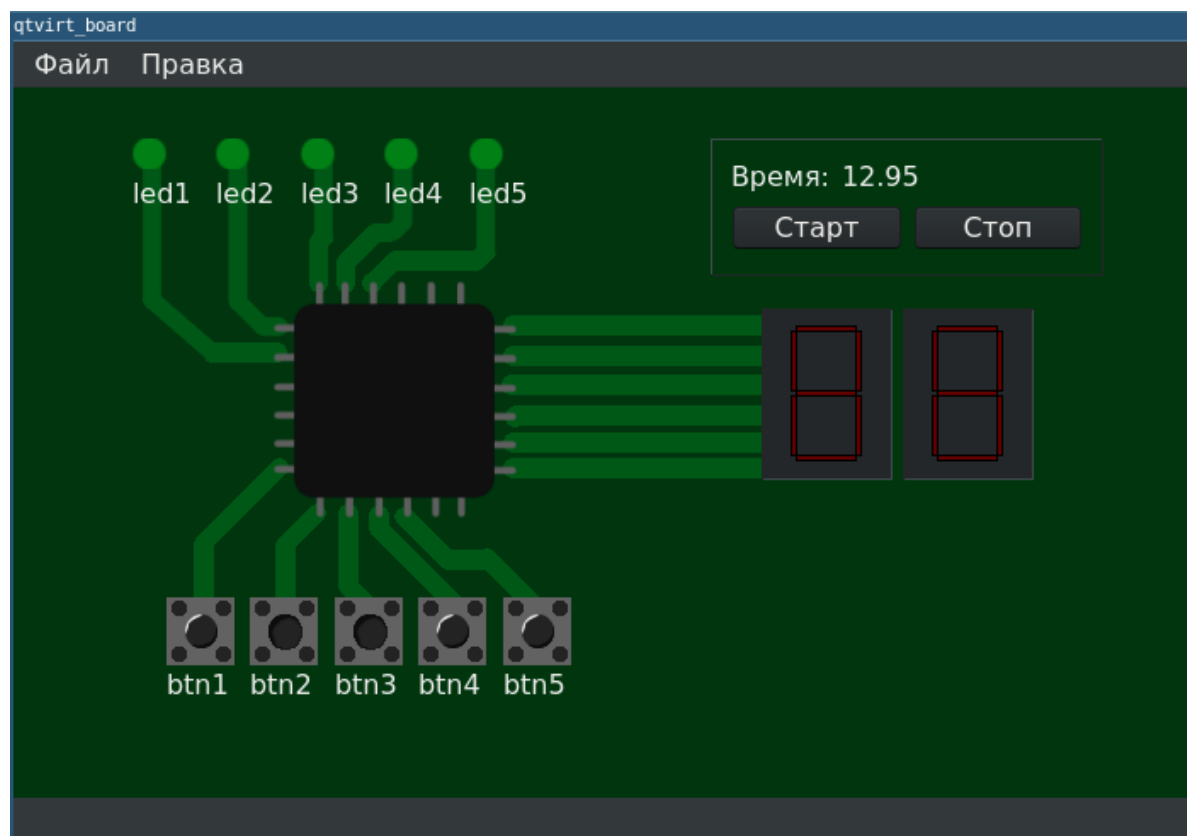 qtvirt_board
Файл Правка
led1 led2 led3 led4 led5
Время: 12.95
Старт Стоп
btn1 btn2 btn3 btn4 btn5